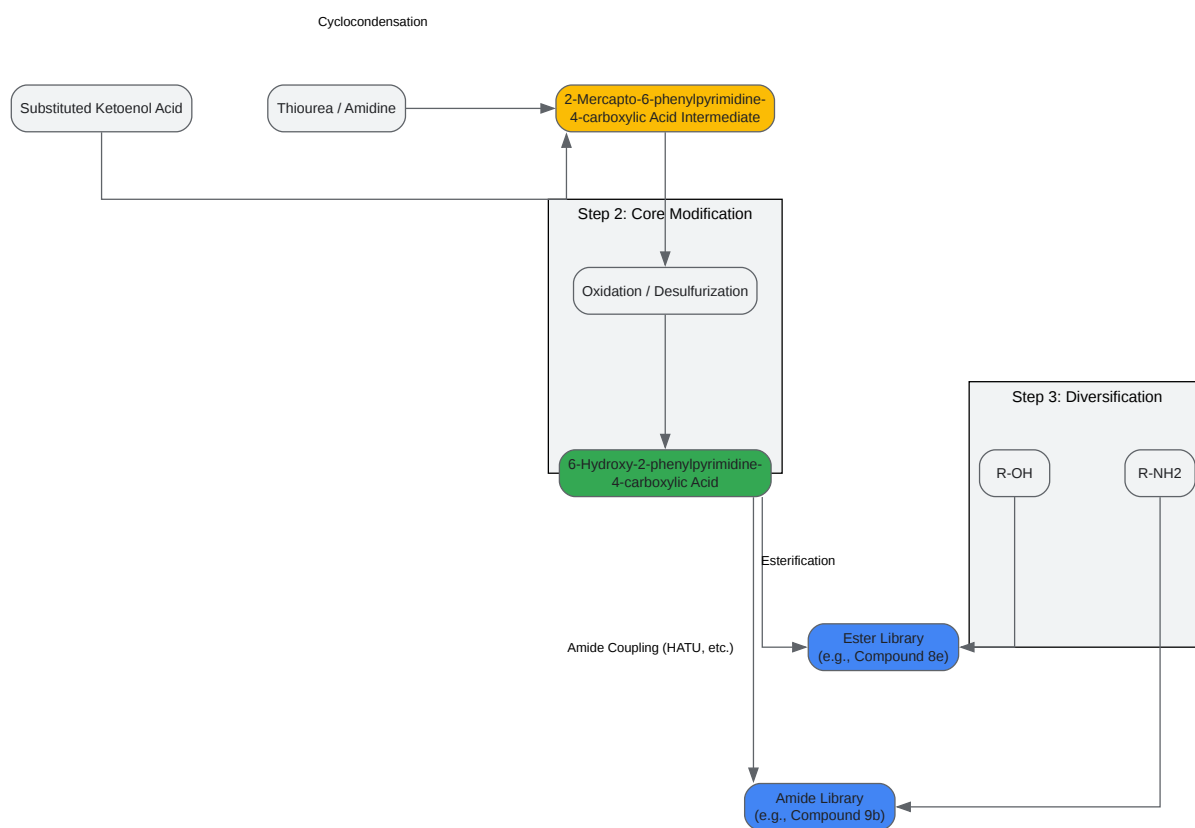 Cyclocondensation
Substituted Ketoenol Acid
Thiourea / Amidine
2-Mercapto-6-phenylpyrimidine-
4-carboxylic Acid Intermediate
Step 2: Core Modification
Oxidation / Desulfurization
Step 3: Diversification
6-Hydroxy-2-phenylpyrimidine-
4-carboxylic Acid
R-OH
R-NH2
Esterification
Amide Coupling (HATU, etc.)
Ester Library
(e.g., Compound 8e)
Amide Library
(e.g., Compound 9b)